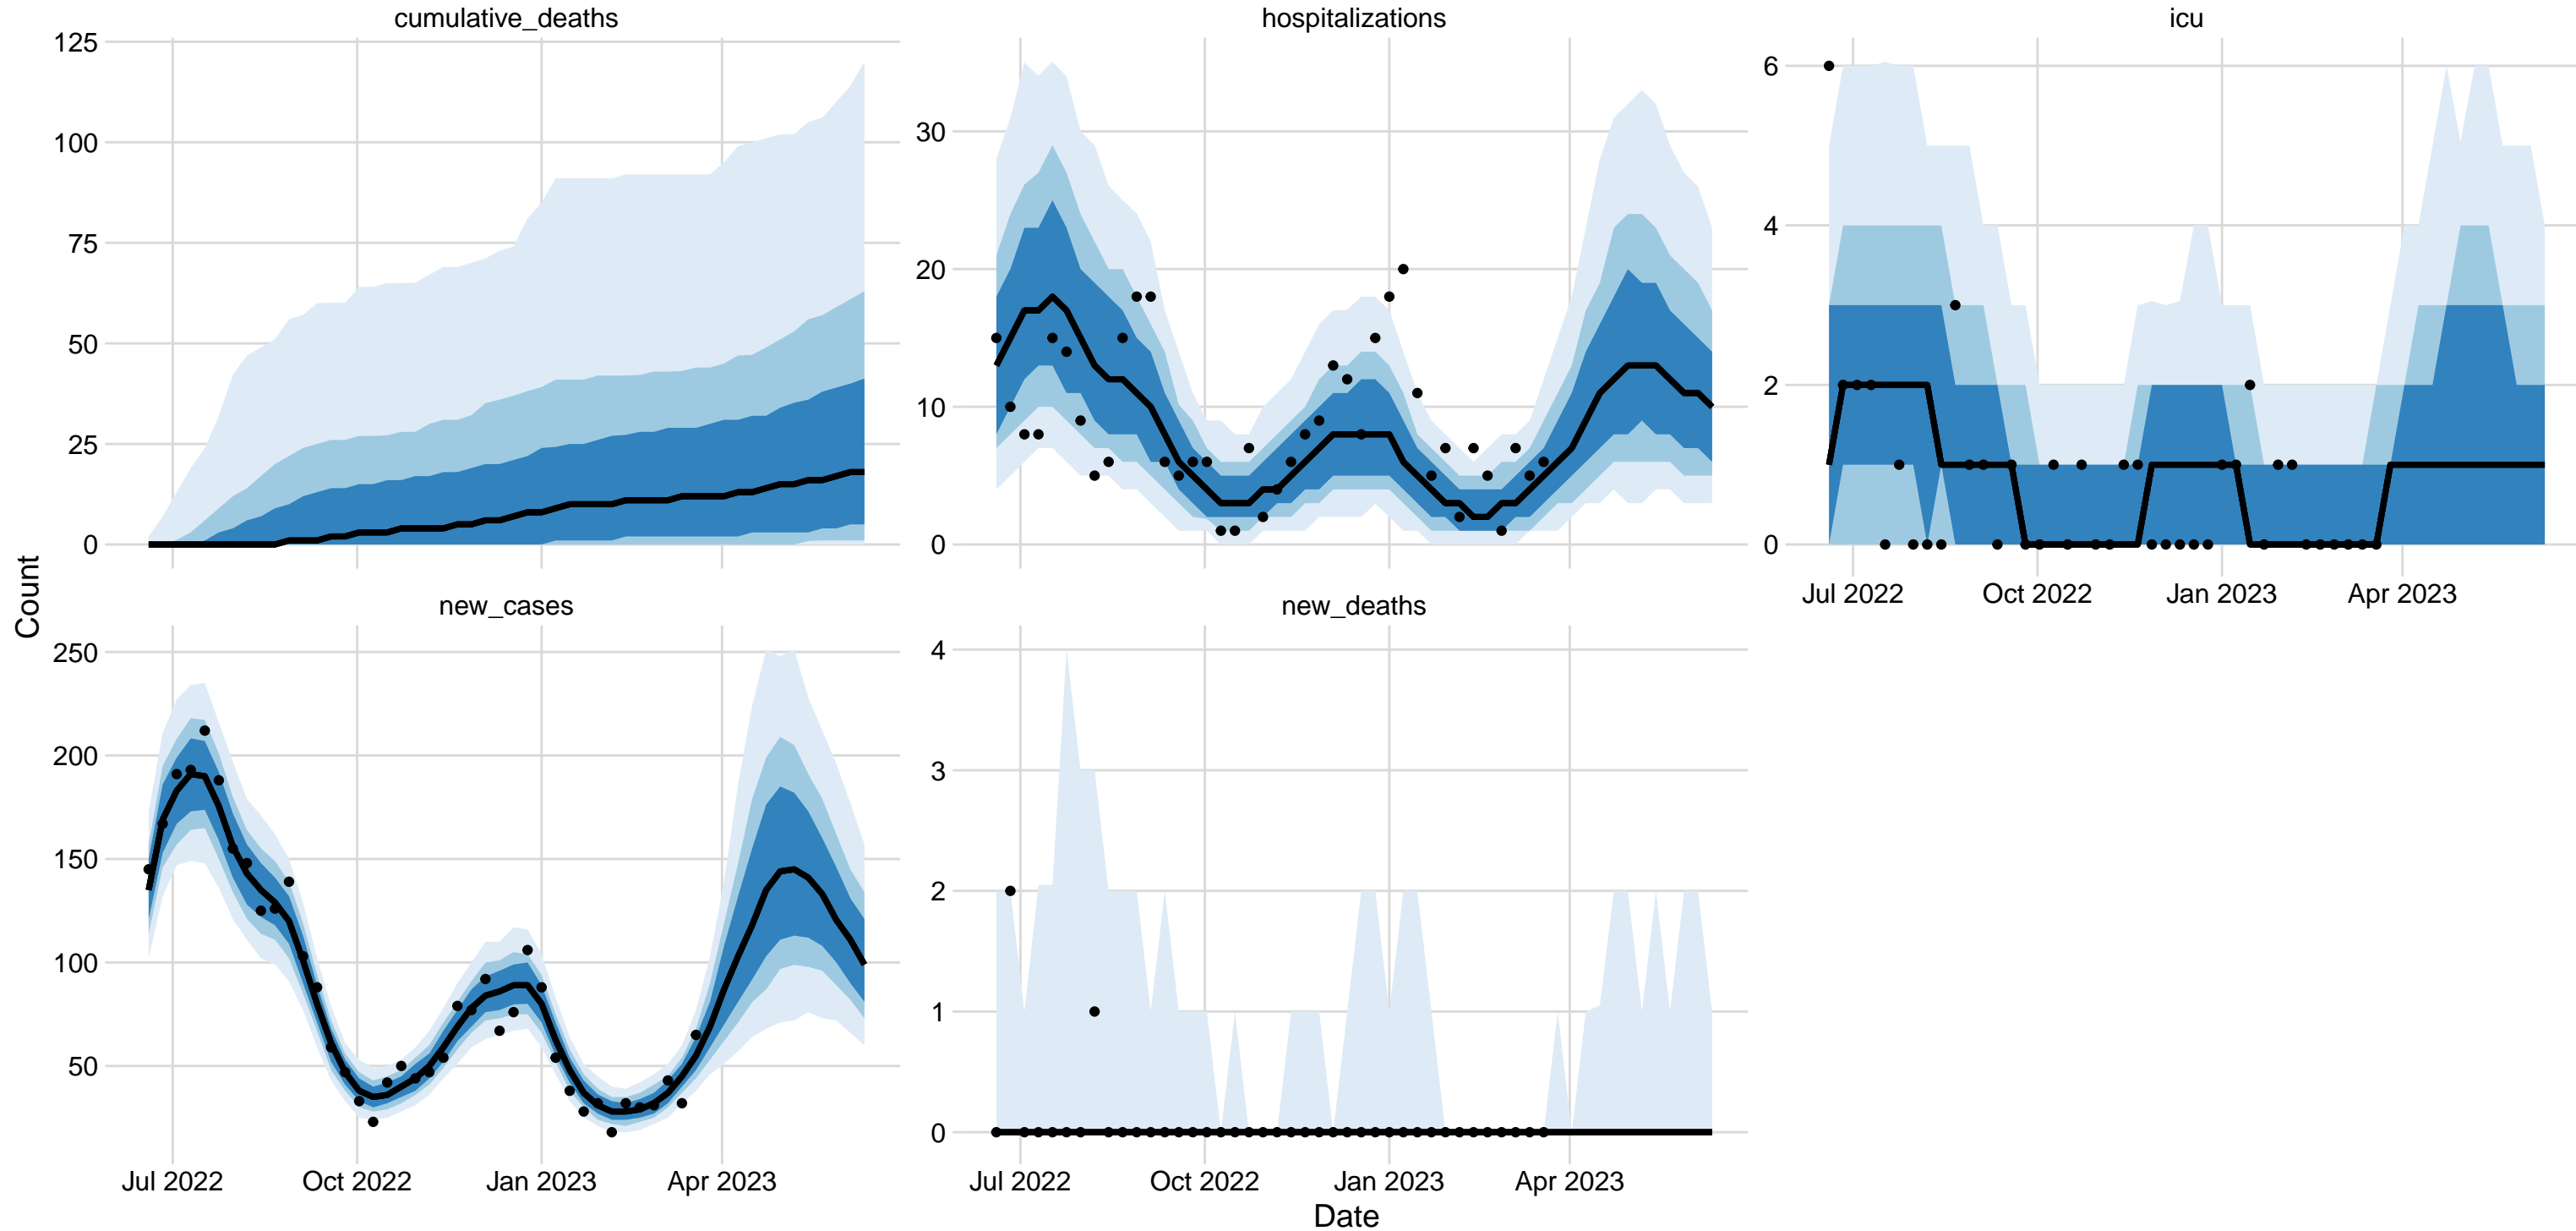 cumulative_deaths
hospitalizations
icu
125
100
75
50
25
0
30
20
10
0
6
4
2
0
Jul 2022
Oct 2022
Jan 2023
Apr 2023
Count
new_cases
new_deaths
250
200
150
100
50
4
3
2
1
0
Jul 2022
Oct 2022
Jan 2023
Apr 2023
Jul 2022
Oct 2022
Jan 2023
Apr 2023
Date